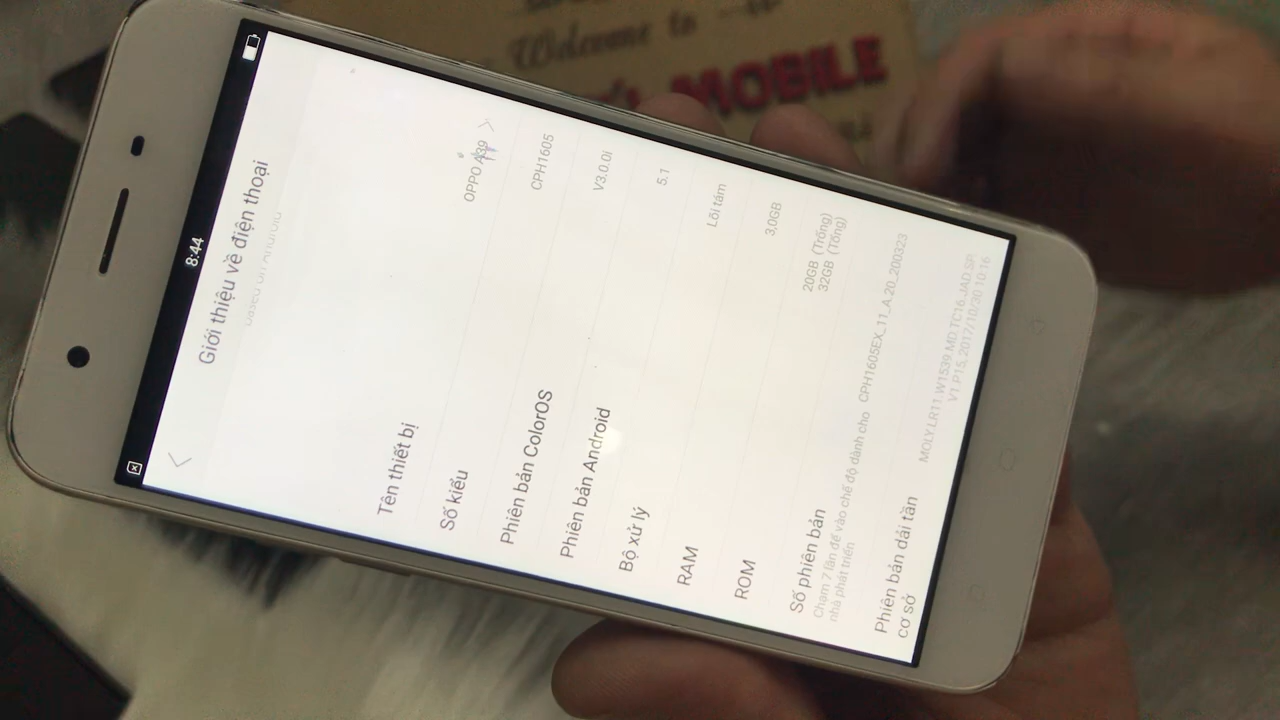 Welcome to
MOBILE
8:44
Giới thiệu về điện thoại
Based on Android
Tên thiết bị OPPO A39
Số kiểu CPH1605
Phiên bản ColorOS V3.0.0i
Phiên bản Android 5.1
Bộ xử lý Lõi tám
RAM 3.0GB
ROM 20GB (Trống)
32GB (Tổng)
Số phiên bản CPH1605EX_11_A.20_200323
Chạm 7 lần để vào chế độ dành cho
nhà phát triển
Phiên bản dải tần MOLY.LR11.W1539.MD.TC16.JAD.SP.
cơ sở V1.P15, 2017/10/30 10:16